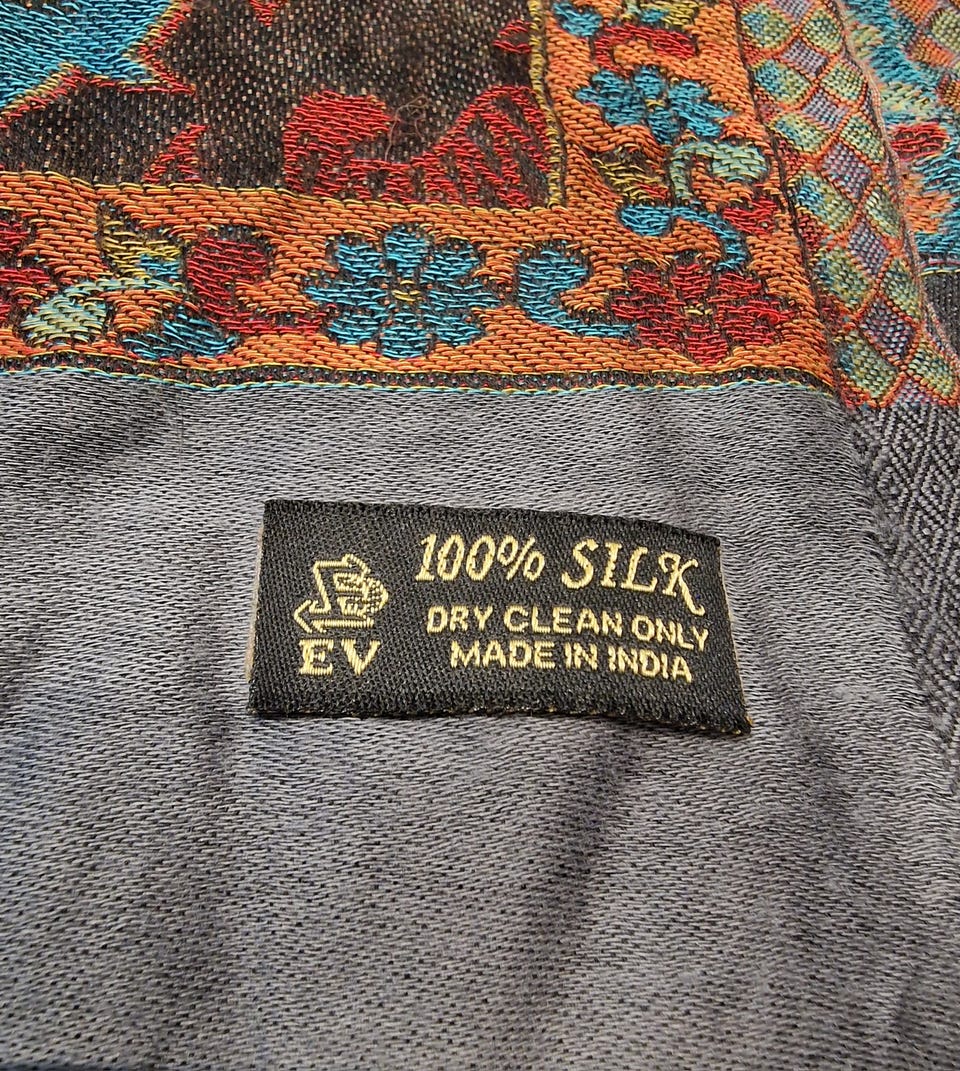 100% SILK
DRY CLEAN ONLY
MADE IN INDIA
EV